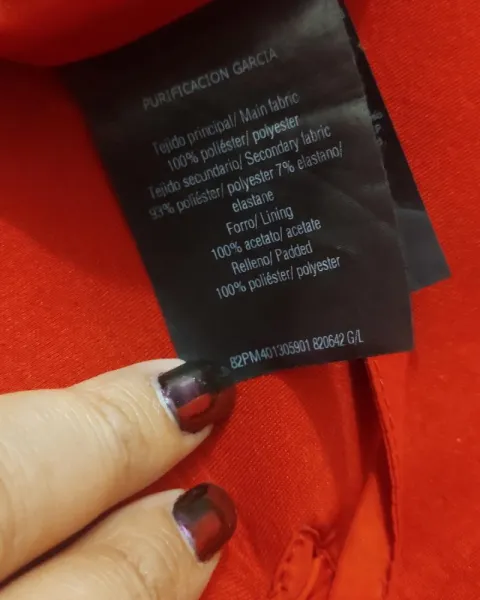 PURIFICACION GARCIA
Tejido principal/ Main fabric
100% poliéster/ polyester
Tejido secundario/ Secondary fabric
93% poliéster/ polyester 7% elastano/
elastane
Forro/ Lining
100% acetato/ acetate
Relleno/ Padded
100% poliéster/ polyester
82PM401305901 820642 G/L